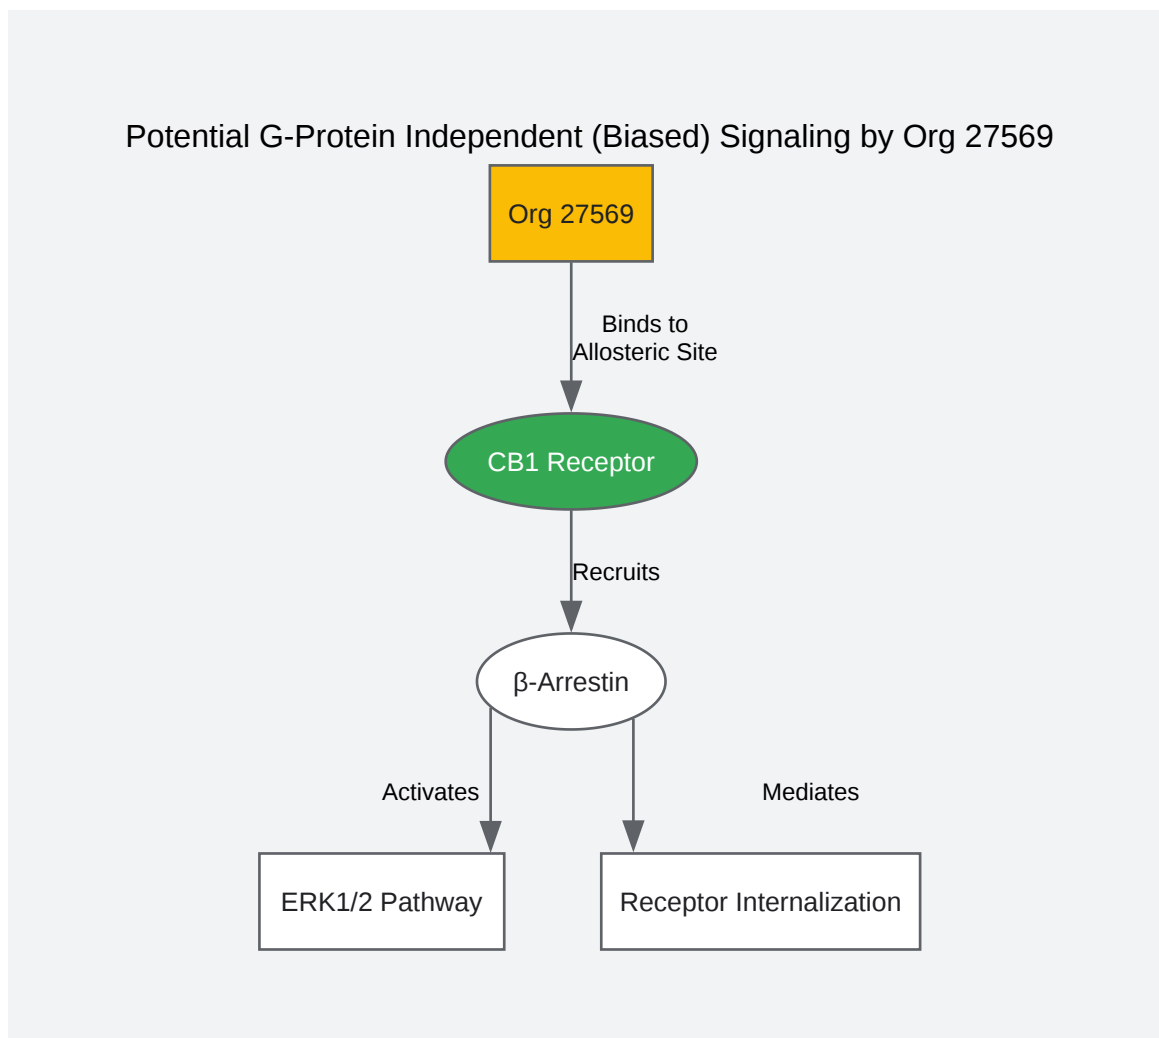 Potential G-Protein Independent (Biased) Signaling by Org 27569
Org 27569
Binds to
Allosteric Site
CB1 Receptor
Recruits
β-Arrestin
Activates
Mediates
ERK1/2 Pathway
Receptor Internalization